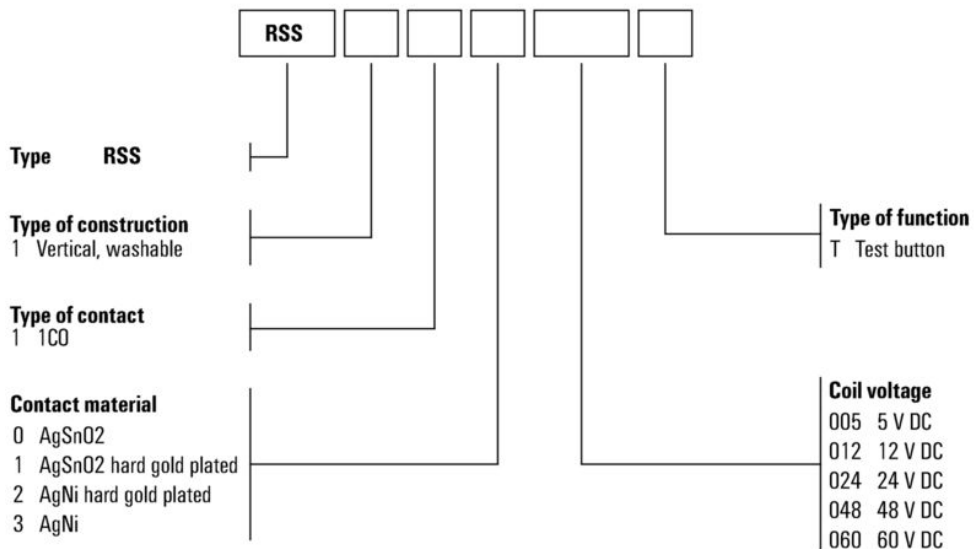 RSS
Type RSS
Type of construction
1 Vertical, washable
Type of contact
1 1CO
Contact material
0 AgSnO2
1 AgSnO2 hard gold plated
2 AgNi hard gold plated
3 AgNi
Type of function
T Test button
Coil voltage
005 5 V DC
012 12 V DC
024 24 V DC
048 48 V DC
060 60 V DC